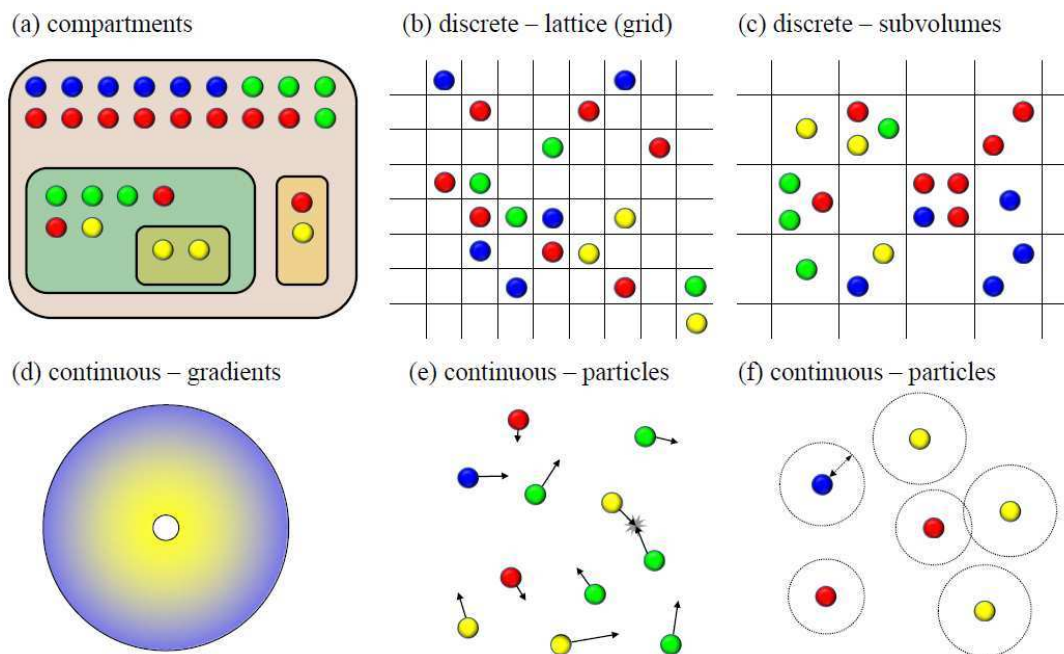 (a) compartments
(b) discrete – lattice (grid)
(c) discrete – subvolumes
(d) continuous – gradients
(e) continuous – particles
(f) continuous – particles